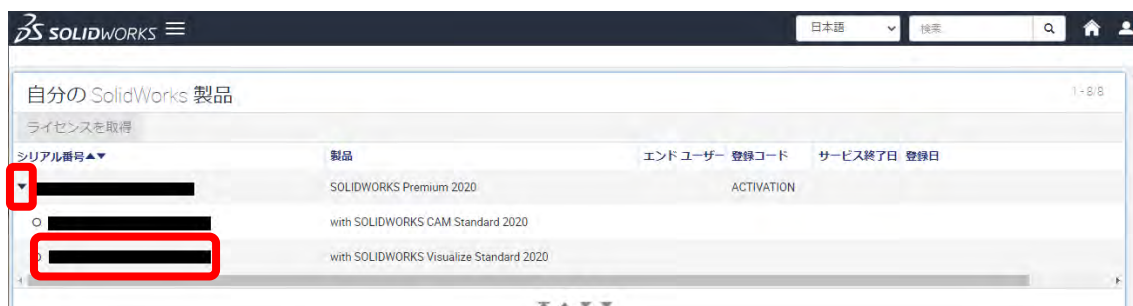 SOLIDWORKS
日本語
検索
自分の SolidWorks 製品
1 - 8/8
ライセンスを取得
シリアル番号▲▼ 製品 エンド ユーザー 登録コード サービス終了日 登録日
SOLIDWORKS Premium 2020 ACTIVATION
with SOLIDWORKS CAM Standard 2020
with SOLIDWORKS Visualize Standard 2020